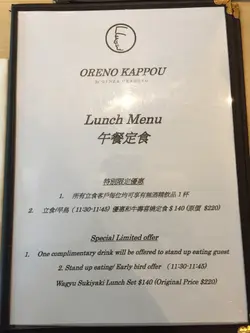 ORENO KAPPOU
Lunch Menu
午餐定食
特別限定優惠
1. 所有立食客戶每位均可享有無酒精飲品 1 杯
2. 立食/早鳥（11:30-11:45）優惠和牛壽喜燒定食 $ 140 (原價 $220)
Special Limited offer
1. One complimentary drink will be offered to stand up eating guest
2. Stand up eating/ Early bird offer （11:30-11:45）
Wagyu Sukiyaki Lunch Set $140 (Original Price $220)